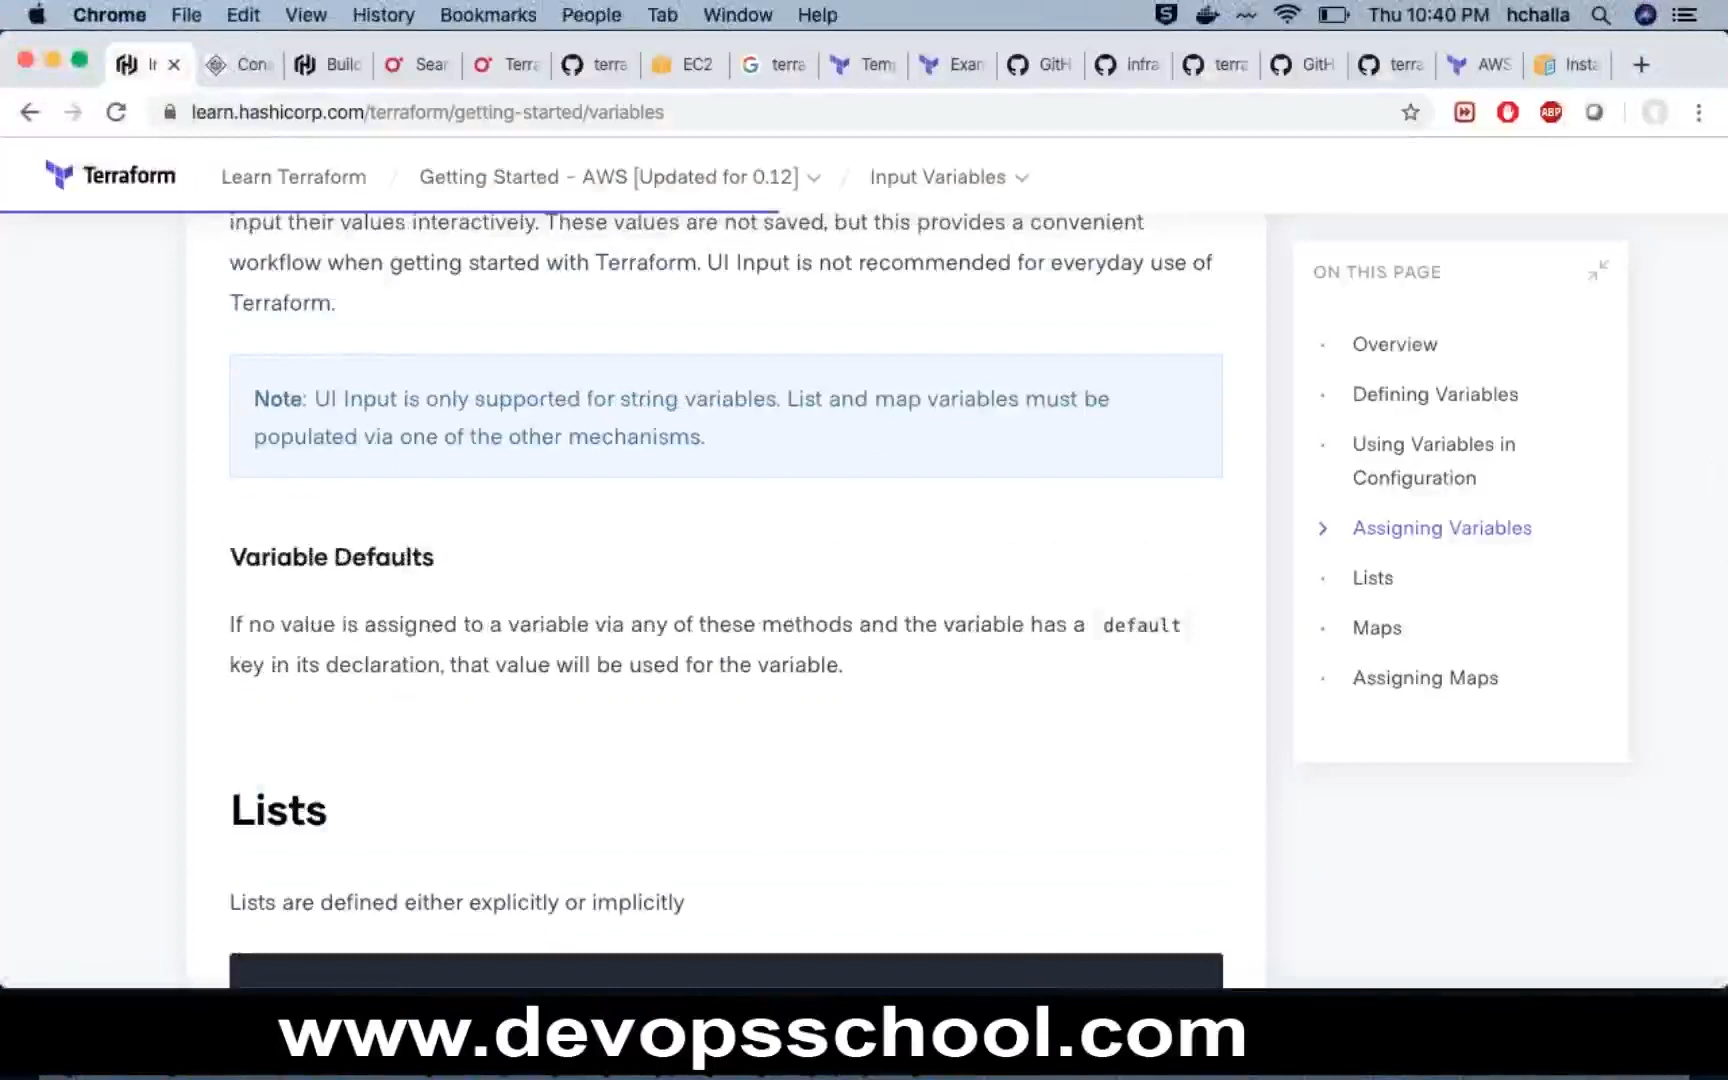 Chrome File Edit View History Bookmarks People Tab Window Help Thu 10:40 PM hchalla
Con Build Sear Terra terra EC2 terra Tem Exan GitH infra terra GitH terra AWS Insta
learn.hashicorp.com/terraform/getting-started/variables
ABP
Terraform Learn Terraform / Getting Started - AWS [Updated for 0.12] / Input Variables
input their values interactively. These values are not saved, but this provides a convenient
workflow when getting started with Terraform. UI Input is not recommended for everyday use of
Terraform.
Note: UI Input is only supported for string variables. List and map variables must be
populated via one of the other mechanisms.
Variable Defaults
If no value is assigned to a variable via any of these methods and the variable has a default
key in its declaration, that value will be used for the variable.
Lists
Lists are defined either explicitly or implicitly
ON THIS PAGE
Overview
Defining Variables
Using Variables in
Configuration
Assigning Variables
Lists
Maps
Assigning Maps
www.devopsschool.com